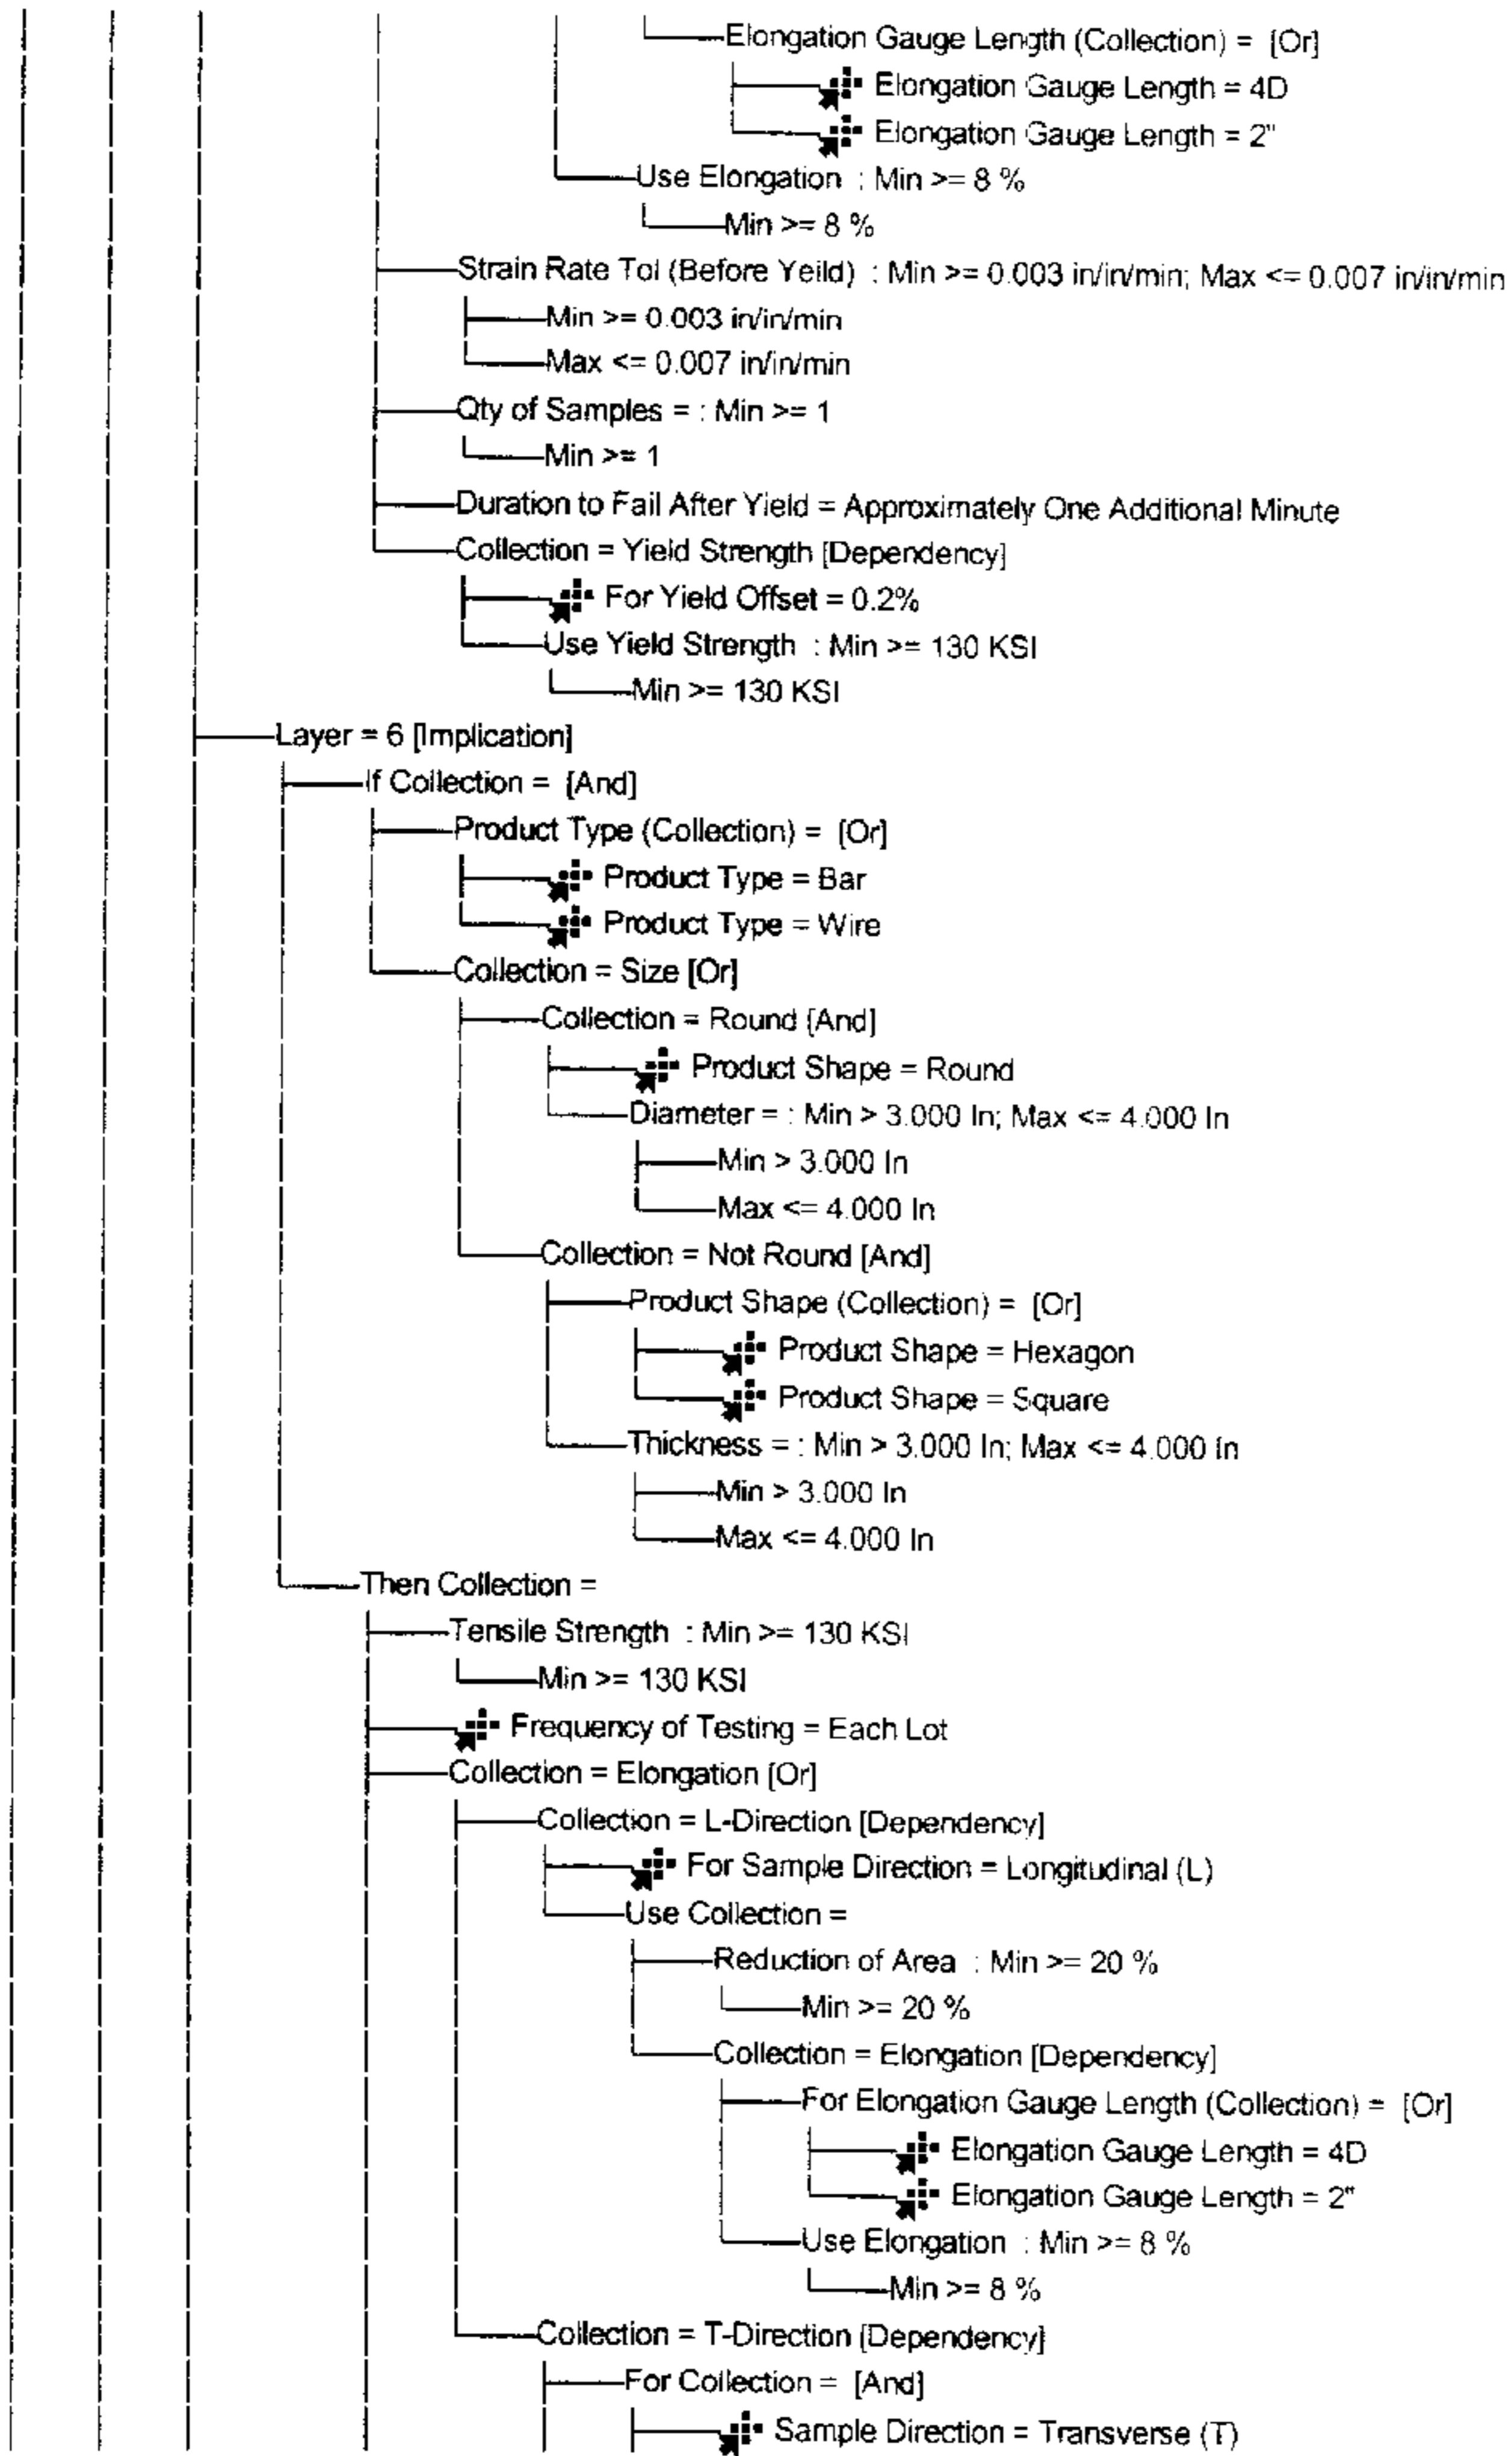 Elongation Gauge Length (Collection) = [Or]
Elongation Gauge Length = 4D
Elongation Gauge Length = 2"
Use Elongation : Min >= 8 %
Min >= 8 %
Strain Rate Tol (Before Yeild) : Min >= 0.003 in/in/min; Max <= 0.007 in/in/min
Min >= 0.003 in/in/min
Max <= 0.007 in/in/min
Qty of Samples = : Min >= 1
Min >= 1
Duration to Fail After Yield = Approximately One Additional Minute
Collection = Yield Strength [Dependency]
For Yield Offset = 0.2%
Use Yield Strength : Min >= 130 KSI
Min >= 130 KSI
Layer = 6 [Implication]
If Collection = [And]
Product Type (Collection) = [Or]
Product Type = Bar
Product Type = Wire
Collection = Size [Or]
Collection = Round [And]
Product Shape = Round
Diameter = : Min > 3.000 In; Max <= 4.000 In
Min > 3.000 In
Max <= 4.000 In
Collection = Not Round [And]
Product Shape (Collection) = [Or]
Product Shape = Hexagon
Product Shape = Square
Thickness = : Min > 3.000 In; Max <= 4.000 In
Min > 3.000 In
Max <= 4.000 In
Then Collection =
Tensile Strength : Min >= 130 KSI
Min >= 130 KSI
Frequency of Testing = Each Lot
Collection = Elongation [Or]
Collection = L-Direction [Dependency]
For Sample Direction = Longitudinal (L)
Use Collection =
Reduction of Area : Min >= 20 %
Min >= 20 %
Collection = Elongation [Dependency]
For Elongation Gauge Length (Collection) = [Or]
Elongation Gauge Length = 4D
Elongation Gauge Length = 2"
Use Elongation : Min >= 8 %
Min >= 8 %
Collection = T-Direction [Dependency]
For Collection = [And]
Sample Direction = Transverse (T)